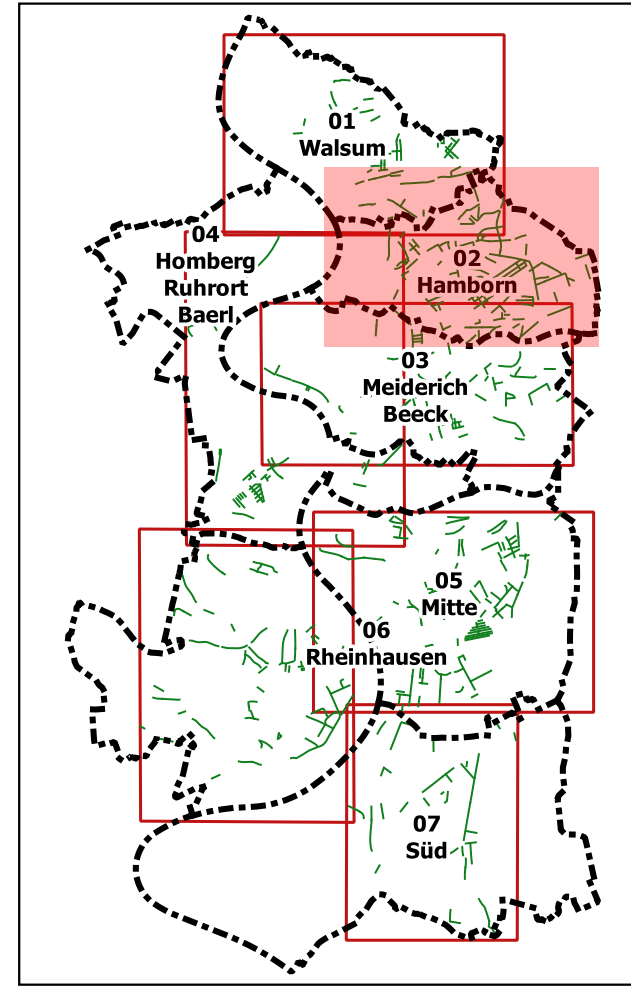 01
Walsum
02
Hamborn
04
Homberg
Ruhrort
Baerl
03
Meiderich
Beeck
05
Mitte
06
Rheinhausen
07
Süd